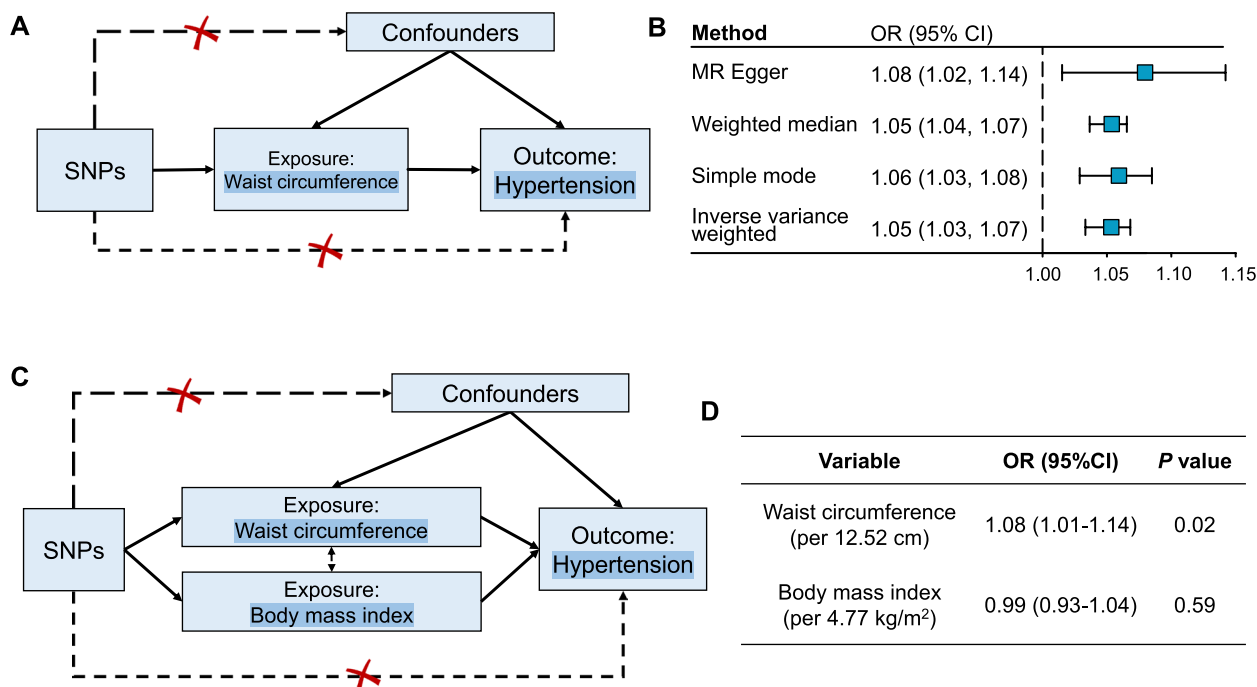 A
Confounders
SNPs
Exposure:
Waist circumference
Outcome:
Hypertension
B
Method OR (95% CI)
MR Egger 1.08 (1.02, 1.14)
Weighted median 1.05 (1.04, 1.07)
Simple mode 1.06 (1.03, 1.08)
Inverse variance
weighted 1.05 (1.03, 1.07)
1.00 1.05 1.10 1.15
C
Confounders
SNPs
Exposure:
Waist circumference
Exposure:
Body mass index
Outcome:
Hypertension
D
Variable OR (95%CI) P value
Waist circumference
(per 12.52 cm) 1.08 (1.01-1.14) 0.02
Body mass index
(per 4.77 kg/m²) 0.99 (0.93-1.04) 0.59